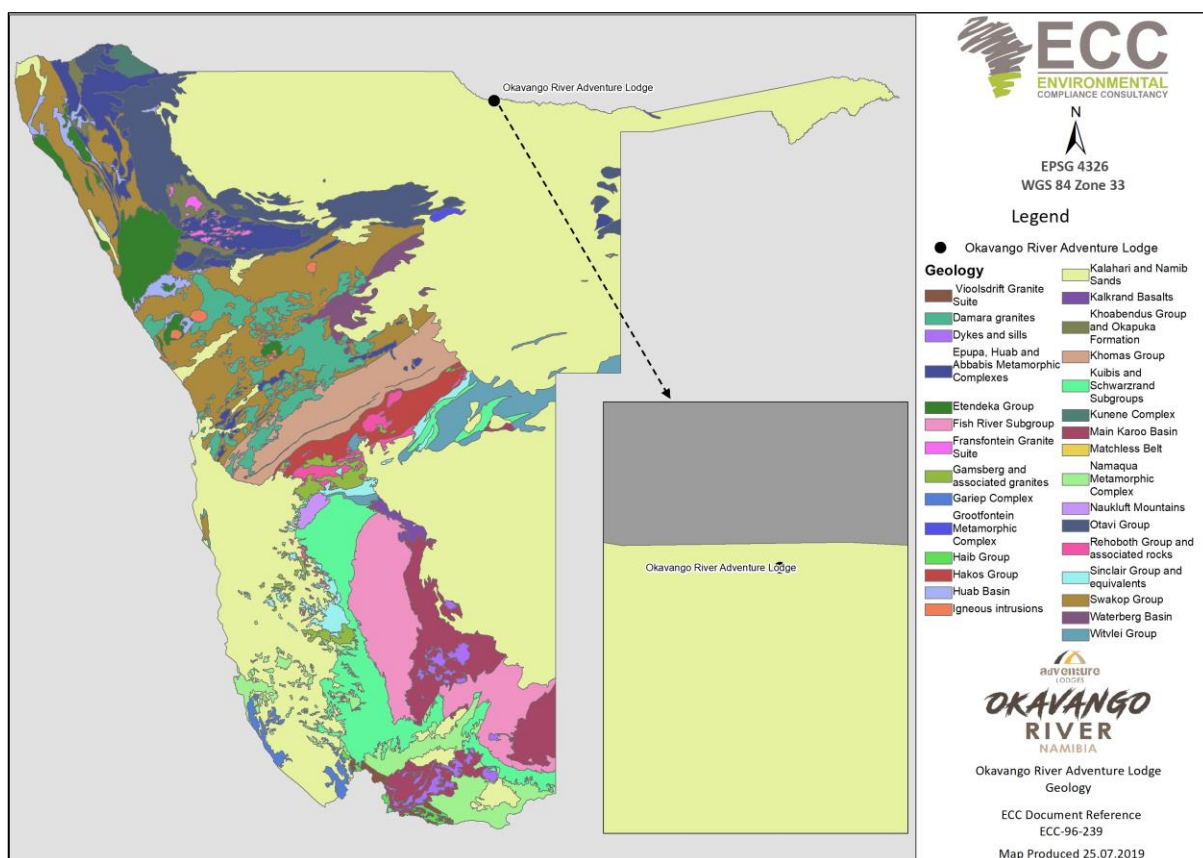 Okavango River Adventure Lodge
Okavango River Adventure Lodge
ECC
ENVIRONMENTAL
COMPLIANCE CONSULTANCY
N
EPSG 4326
WGS 84 Zone 33
Legend
Okavango River Adventure Lodge
Geology
Vioolsdrift Granite
Suite
Damara granites
Dykes and sills
Epupa, Huab and
Abbabis Metamorphic
Complexes
Etendeka Group
Fish River Subgroup
Fransfontein Granite
Suite
Gamsberg and
associated granites
Gariep Complex
Grootfontein
Metamorphic
Complex
Haib Group
Hakos Group
Huab Basin
Igneous intrusions
Kalahari and Namib
Sands
Kalkrand Basalts
Khoabendus Group
and Okapuka
Formation
Khomas Group
Kuibis and
Schwarzrand
Subgroups
Kunene Complex
Main Karoo Basin
Matchless Belt
Namaqua
Metamorphic
Complex
Naukluft Mountains
Otavi Group
Rehoboth Group and
associated rocks
Sinclair Group and
equivalents
Swakop Group
Waterberg Basin
Witvlei Group
adventure
LODGES
OKAVANGO
RIVER
NAMIBIA
Okavango River Adventure Lodge
Geology
ECC Document Reference
ECC-96-239
Map Produced 25.07.2019